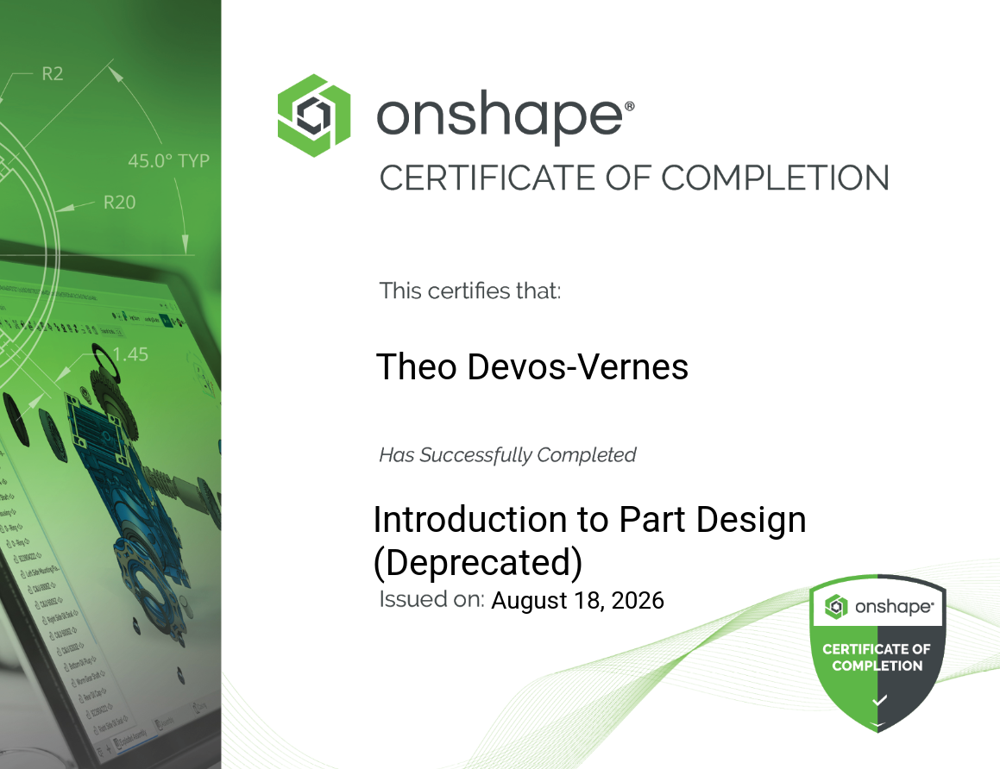 R2
45.0° TYP
R20
1.45
onshape®
CERTIFICATE OF COMPLETION
This certifies that:
Theo Devos-Vernes
Has Successfully Completed
Introduction to Part Design
(Deprecated)
Issued on: August 18, 2026
onshape
CERTIFICATE OF
COMPLETION